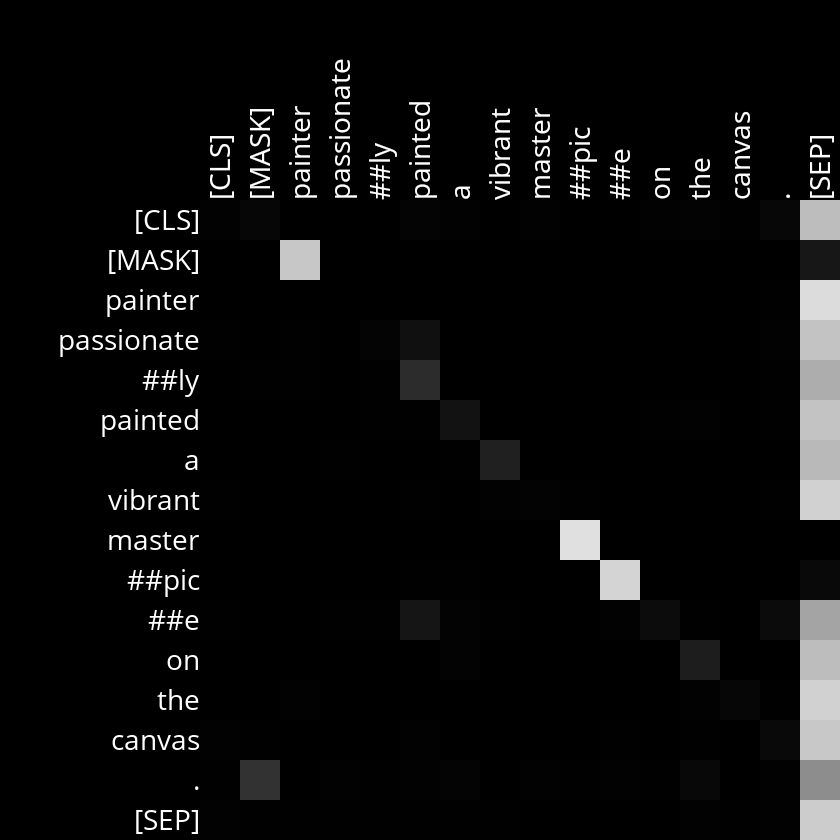 [CLS] [MASK] painter passionate ##ly painted a vibrant master ##pic ##e on the canvas . [SEP]
[CLS]
[MASK]
painter
passionate
##ly
painted
a
vibrant
master
##pic
##e
on
the
canvas
.
[SEP]